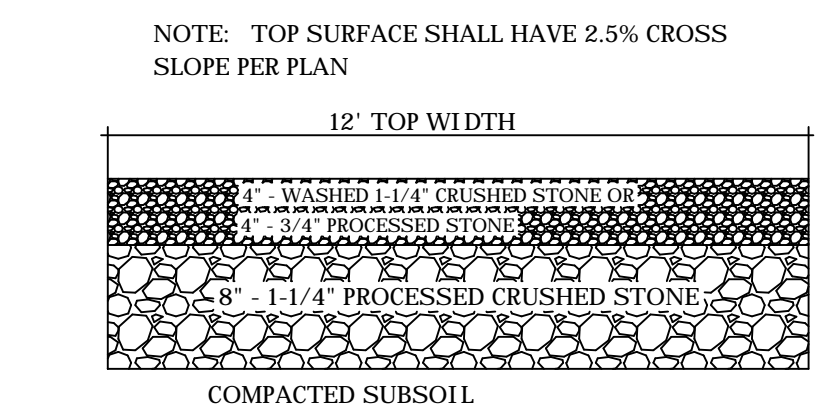 NOTE: TOP SURFACE SHALL HAVE 2.5% CROSS
SLOPE PER PLAN
12' TOP WIDTH
4" - WASHED 1-1/4" CRUSHED STONE OR
4" - 3/4" PROCESSED STONE
8" - 1-1/4" PROCESSED CRUSHED STONE
COMPACTED SUBSOIL